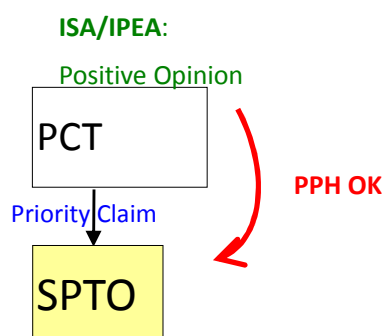 ISA/IPEA:
Positive Opinion
PCT
PPH OK
Priority Claim
SPTO